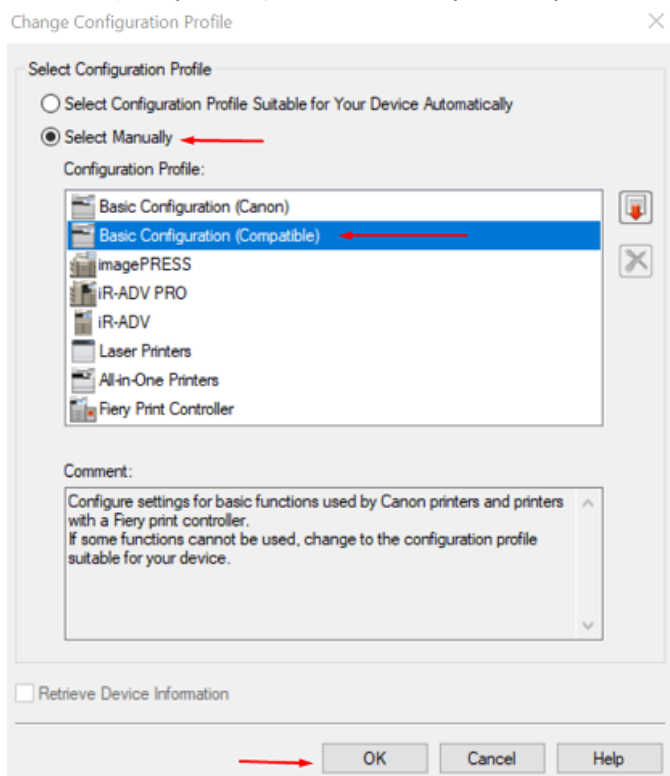 Change Configuration Profile
Select Configuration Profile
Select Configuration Profile Suitable for Your Device Automatically
Select Manually
Configuration Profile:
Basic Configuration (Canon)
Basic Configuration (Compatible)
imagePRESS
iR-ADV PRO
iR-ADV
Laser Printers
All-in-One Printers
Fiery Print Controller
Comment:
Configure settings for basic functions used by Canon printers and printers
with a Fiery print controller.
If some functions cannot be used, change to the configuration profile
suitable for your device.
Retrieve Device Information
OK Cancel Help